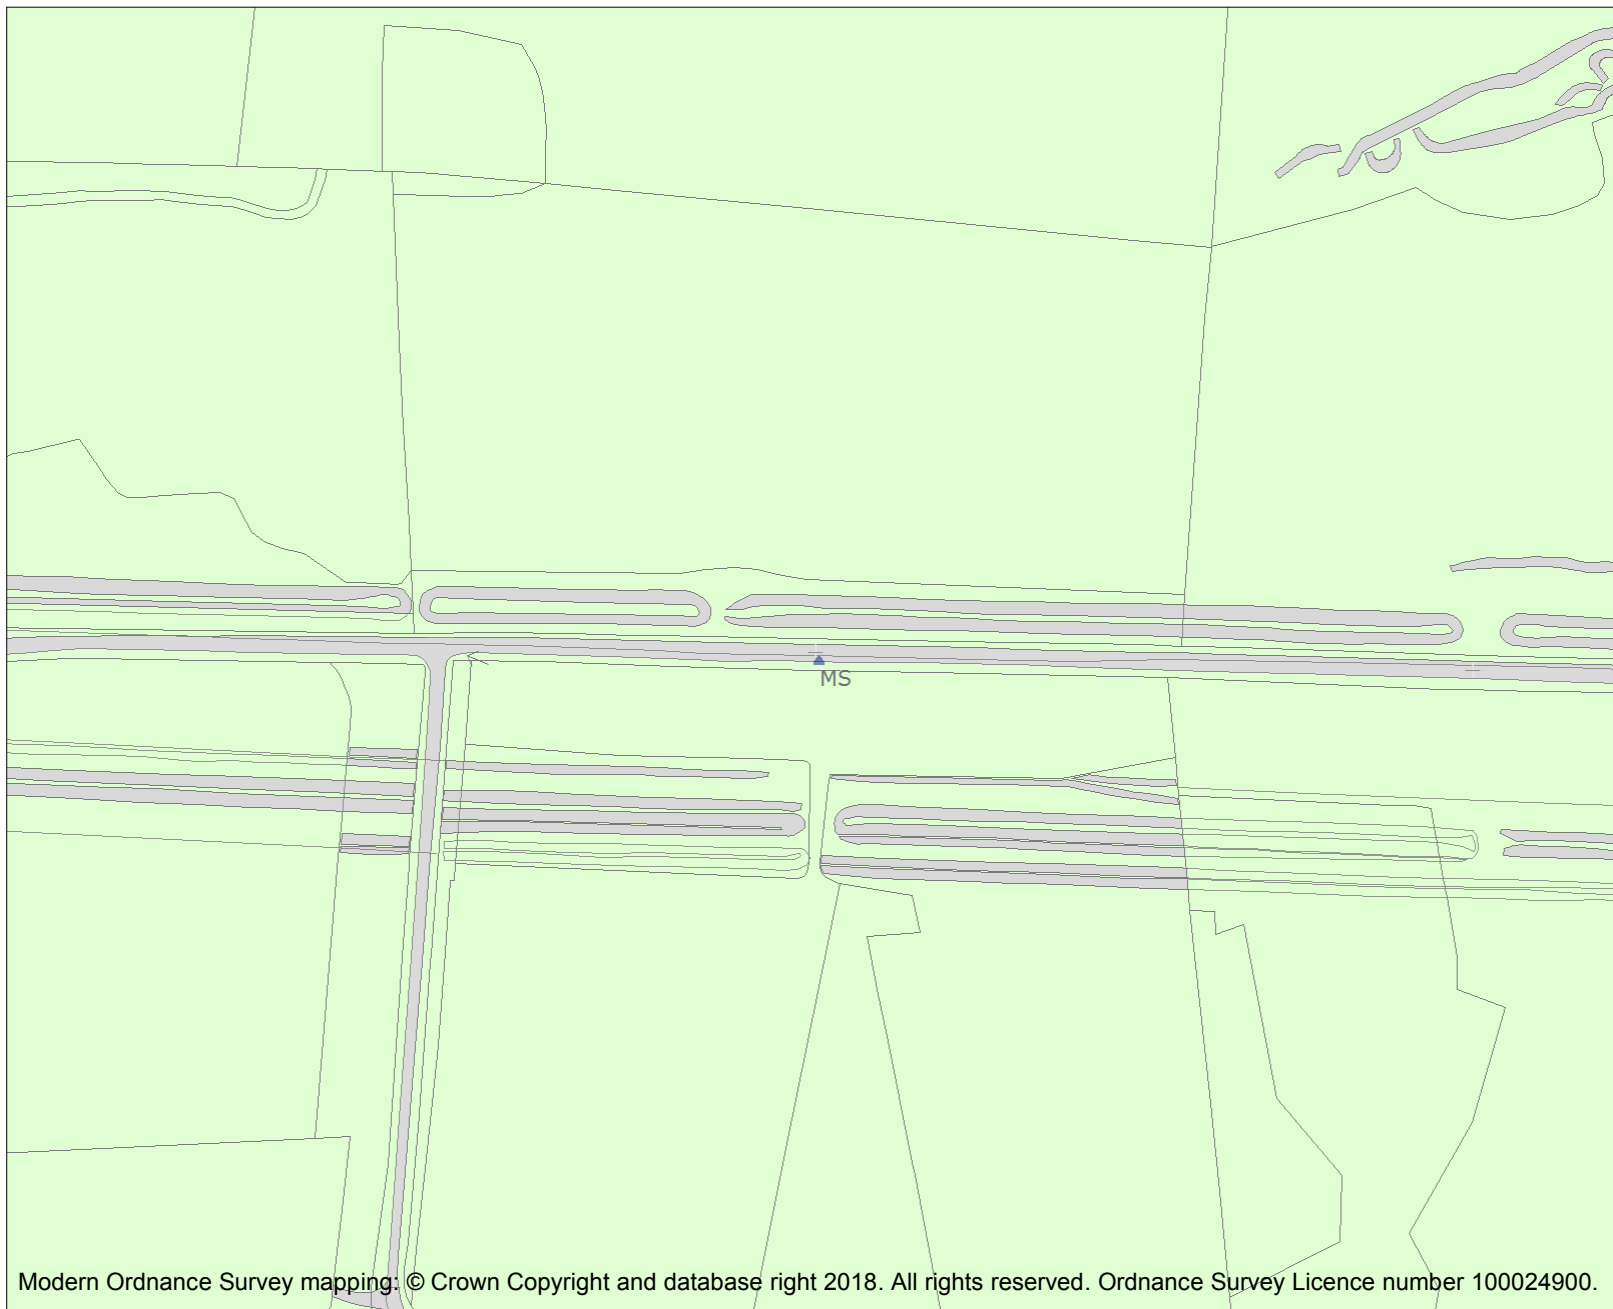 MS
Modern Ordnance Survey mapping: © Crown Copyright and database right 2018. All rights reserved. Ordnance Survey Licence number 100024900.